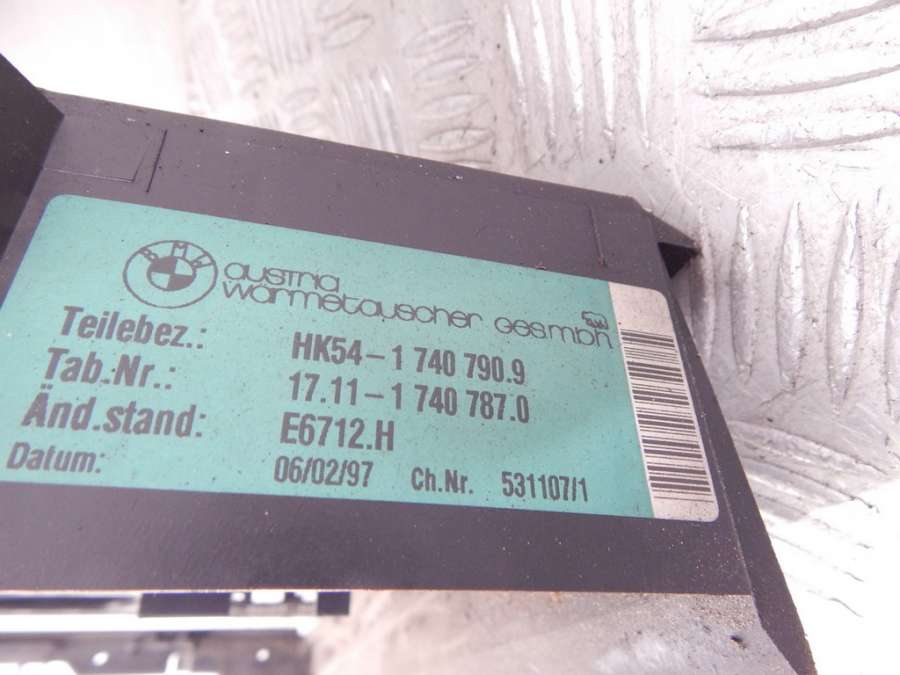 BMW
austria
wärmetauscher Ges.mbh
Teilebez.: HK54-1 740 790.9
Tab.Nr.: 17.11-1 740 787.0
Änd.stand: E6712.H
Datum: 06/02/97 Ch.Nr. 531107/1